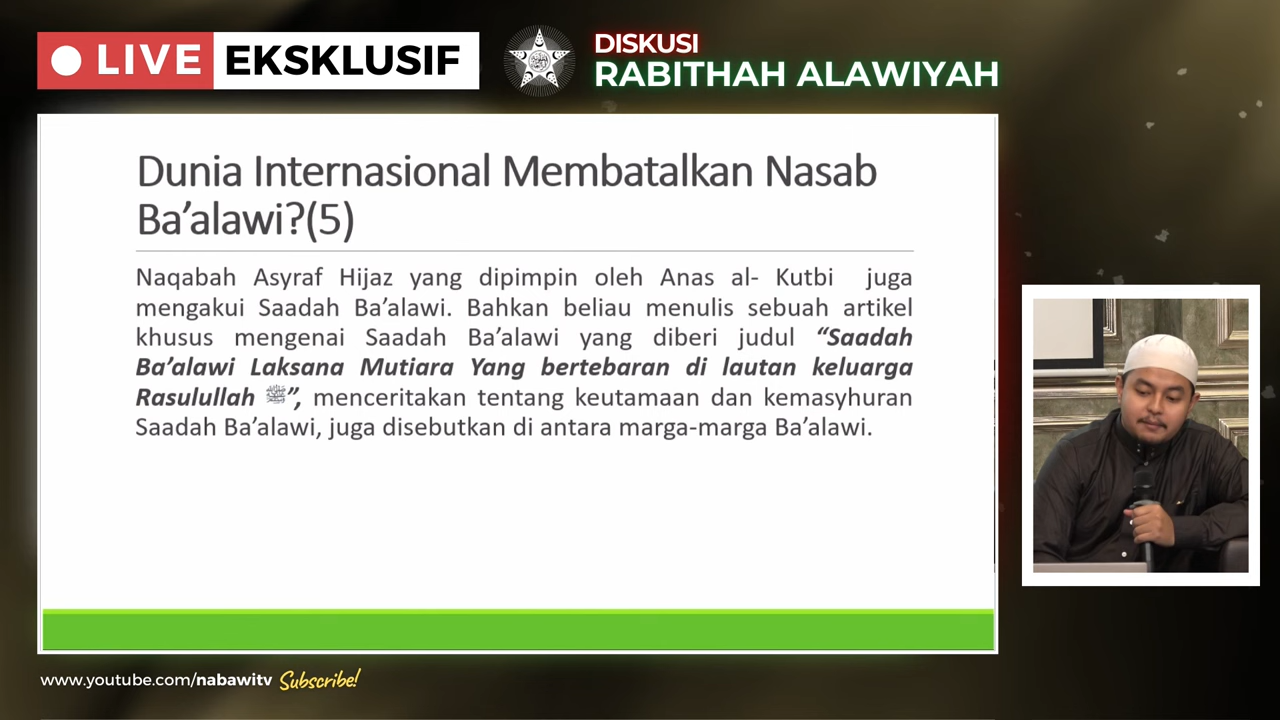 LIVE EKSKLUSIF
DISKUSI
RABITHAH ALAWIYAH
Dunia Internasional Membatalkan Nasab
Ba’alawi?(5)
Naqabah Asyraf Hijaz yang dipimpin oleh Anas al- Kutbi juga
mengakui Saadah Ba’alawi. Bahkan beliau menulis sebuah artikel
khusus mengenai Saadah Ba’alawi yang diberi judul “Saadah
Ba’alawi Laksana Mutiara Yang bertebaran di lautan keluarga
Rasulullah ﷺ”, menceritakan tentang keutamaan dan kemasyhuran
Saadah Ba’alawi, juga disebutkan di antara marga-marga Ba’alawi.
www.youtube.com/nabawitv Subscribe!